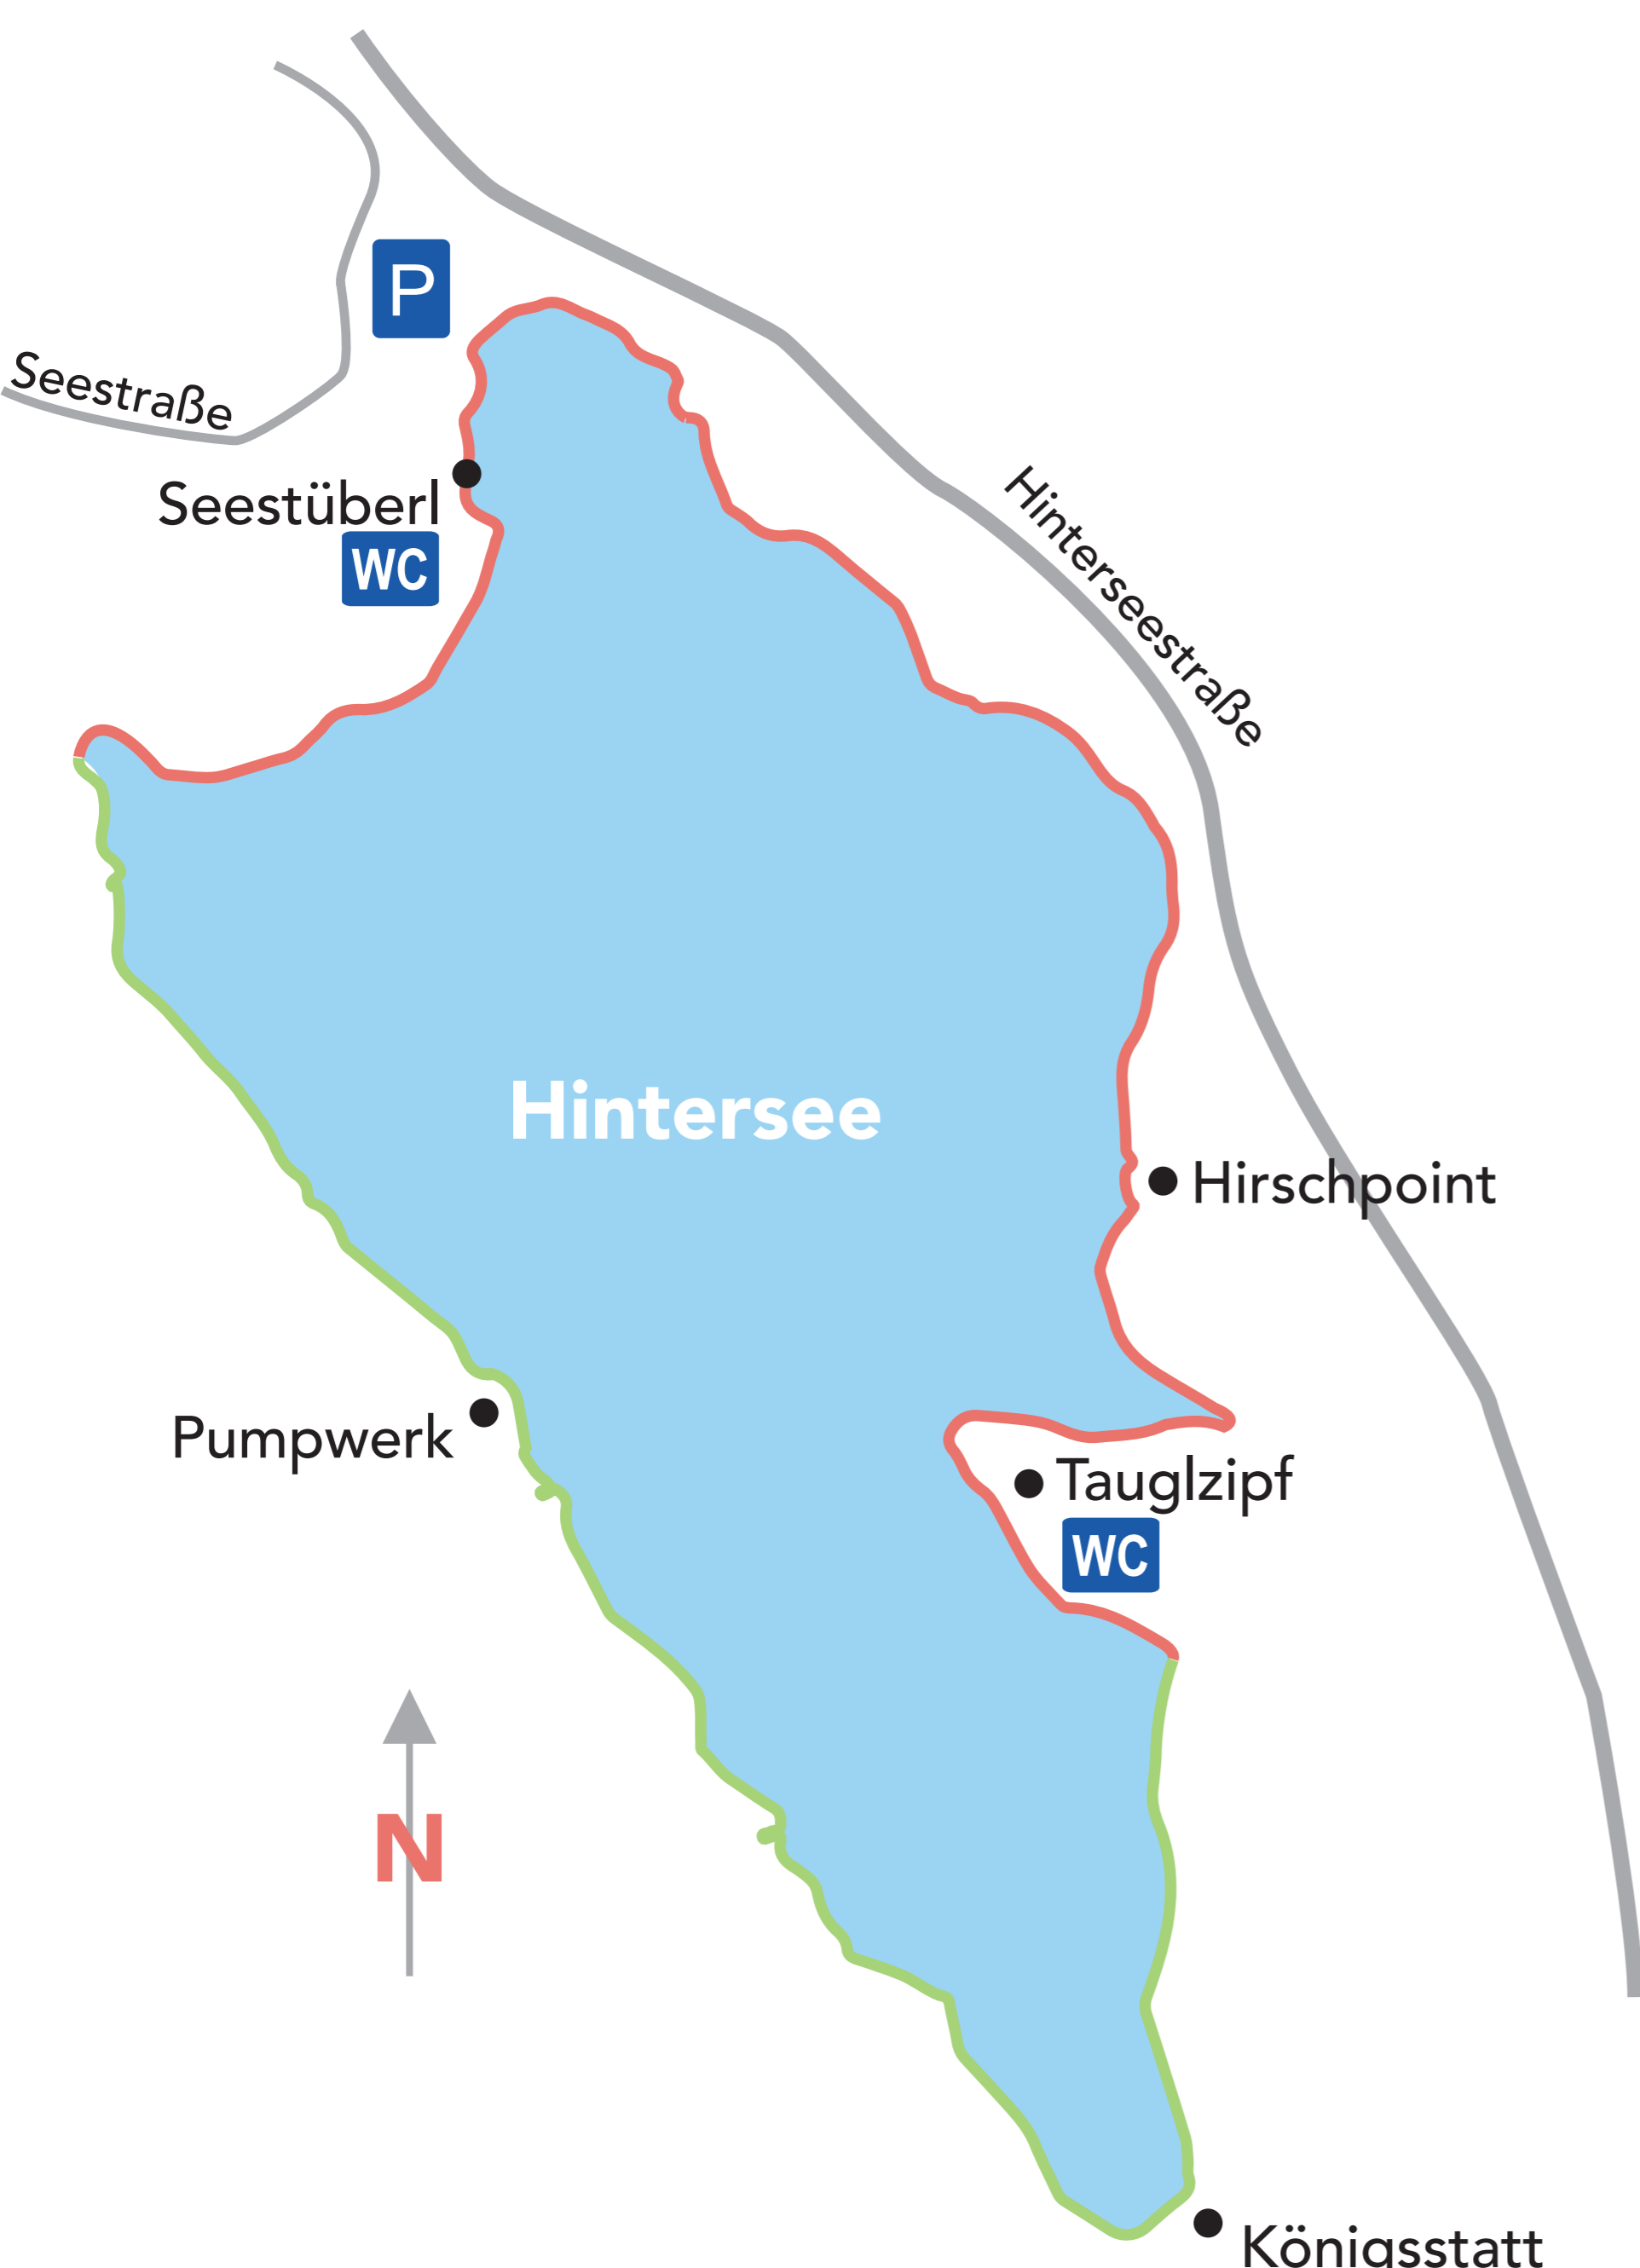 P
Seestraße
Hinterseestraße
Seestüberl
WC
Hintersee
Hirschpoint
Pumpwerk
Tauglzipf
WC
N
Königsstatt